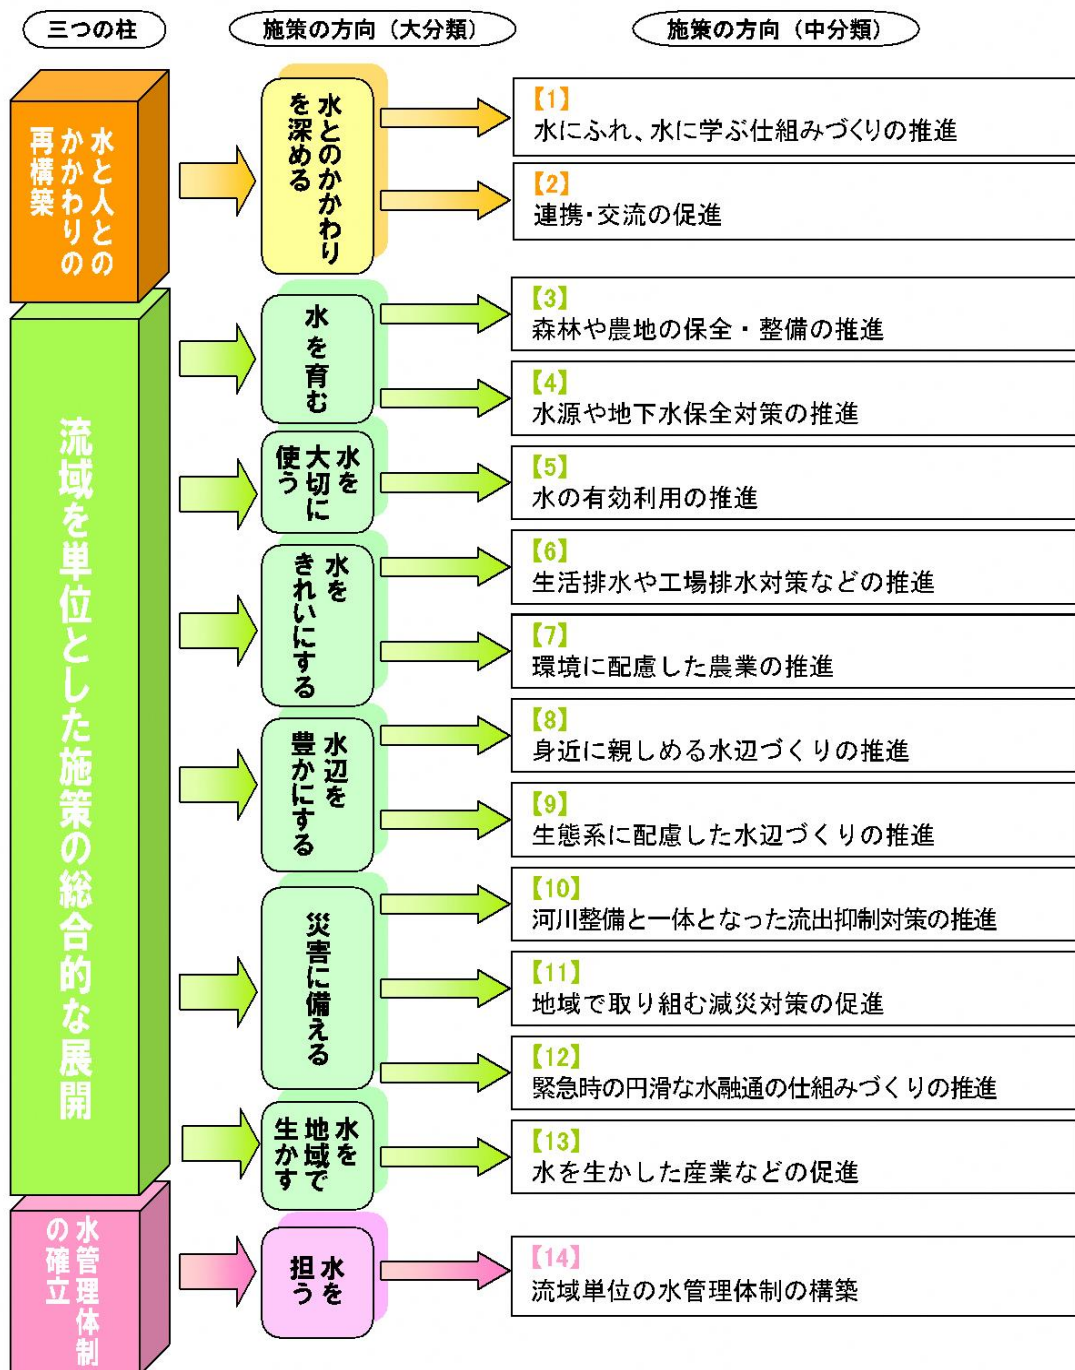 三つの柱
施策の方向（大分類）
施策の方向（中分類）
水と人との
かかわりの
再構築
水とのかかわり
を深める
【1】
水にふれ、水に学ぶ仕組みづくりの推進
【2】
連携・交流の促進
流域を単位とした施策の総合的な展開
水を育む
【3】
森林や農地の保全・整備の推進
【4】
水源や地下水保全対策の推進
水を
大切に
使う
【5】
水の有効利用の推進
水を
きれいにする
【6】
生活排水や工場排水対策などの推進
【7】
環境に配慮した農業の推進
水辺を
豊かにする
【8】
身近に親しめる水辺づくりの推進
【9】
生態系に配慮した水辺づくりの推進
災害に備える
【10】
河川整備と一体となった流出抑制対策の推進
【11】
地域で取り組む減災対策の促進
【12】
緊急時の円滑な水融通の仕組みづくりの推進
水を
地域で
生かす
【13】
水を生かした産業などの促進
水管理体制
の確立
水を
担う
【14】
流域単位の水管理体制の構築